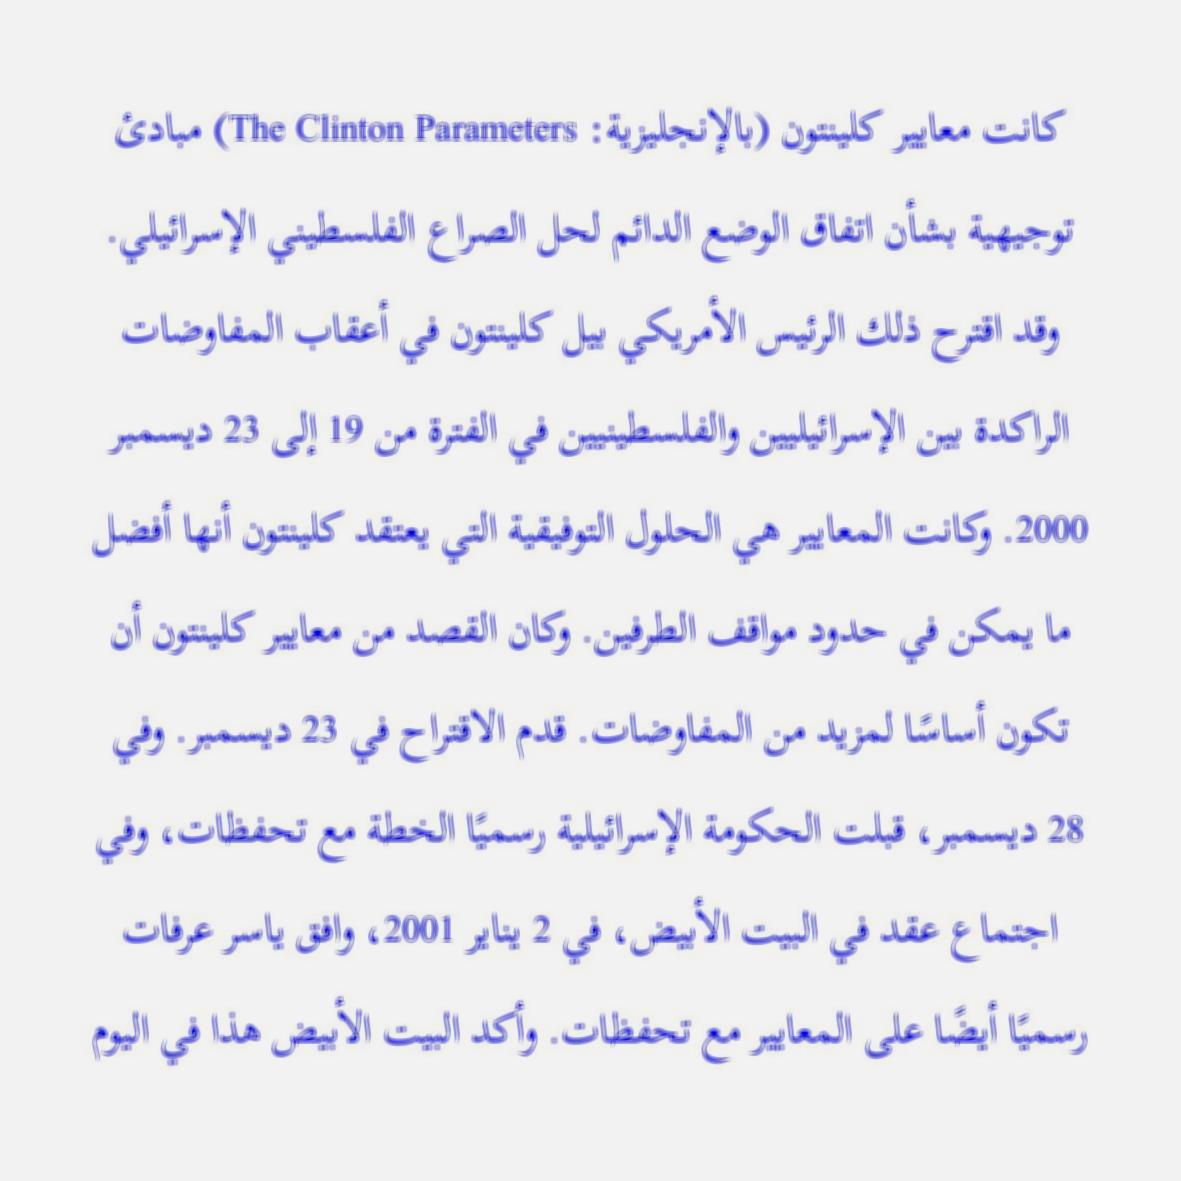 كانت معايير كلينتون (بالإنجليزية: The Clinton Parameters) مبادئ
توجيهية بشأن اتفاق الوضع الدائم لحل الصراع الفلسطيني الإسرائيلي.
وقد اقترح ذلك الرئيس الأمريكي بيل كلينتون في أعقاب المفاوضات
الراكدة بين الإسرائيليين والفلسطينيين في الفترة من 19 إلى 23 ديسمبر
2000. وكانت المعايير هي الحلول التوفيقية التي يعتقد كلينتون أنها أفضل
ما يمكن في حدود مواقف الطرفين. وكان القصد من معايير كلينتون أن
تكون أساسًا لمزيد من المفاوضات. قدم الاقتراح في 23 ديسمبر. وفي
28 ديسمبر، قبلت الحكومة الإسرائيلية رسميًا الخطة مع تحفظات، وفي
اجتماع عقد في البيت الأبيض، في 2 يناير 2001، وافق ياسر عرفات
رسميًا أيضًا على المعايير مع تحفظات. وأكد البيت الأبيض هذا في اليوم